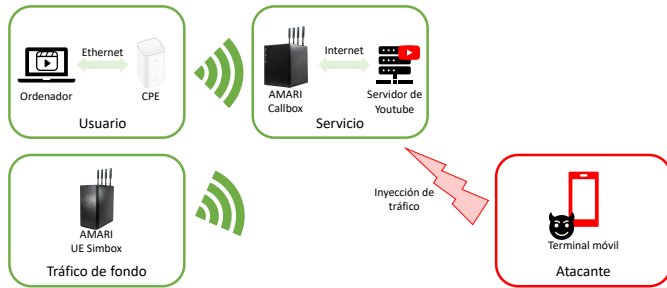 Ethernet
Ordenador
CPE
Usuario
Internet
AMARI
Callbox
Servidor de
Youtube
Servicio
AMARI
UE Simbox
Tráfico de fondo
Inyección de
tráfico
Terminal móvil
Atacante